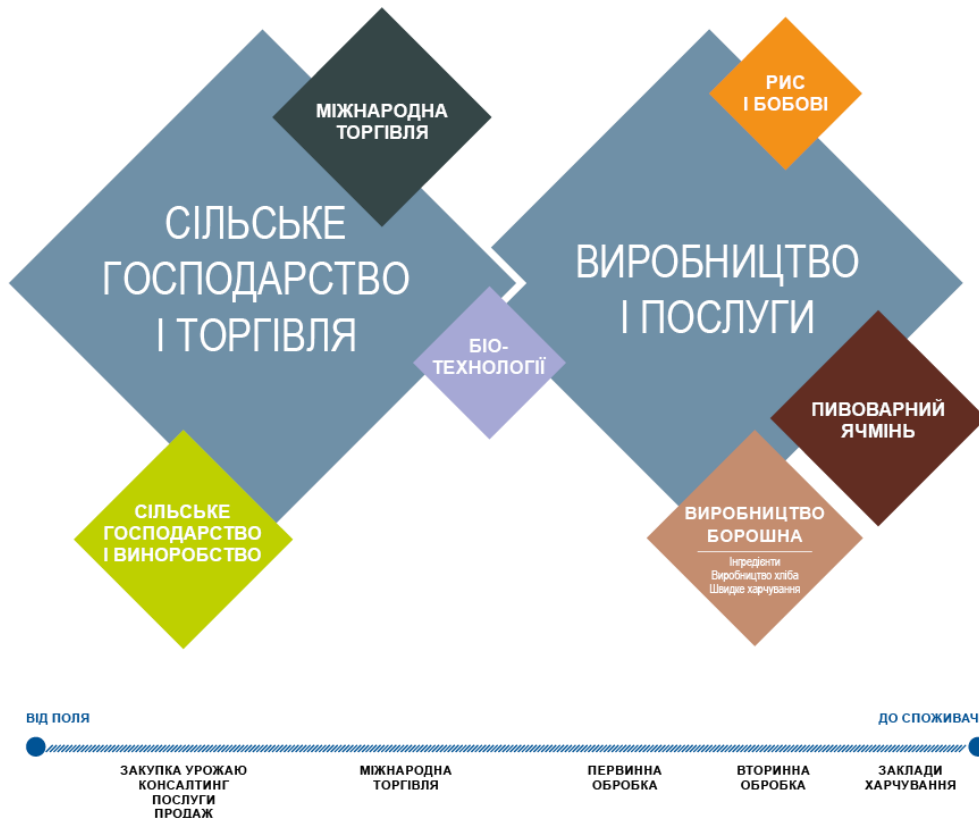 МІЖНАРОДНА
ТОРГІВЛЯ
СІЛЬСЬКЕ
ГОСПОДАРСТВО
І ТОРГІВЛЯ
СІЛЬСЬКЕ
ГОСПОДАРСТВО
І ВИНОРОБСТВО
БІО-
ТЕХНОЛОГІЇ
РИС
І БОБОВІ
ВИРОБНИЦТВО
І ПОСЛУГИ
ПИВОВАРНИЙ
ЯЧМІНЬ
ВИРОБНИЦТВО
БОРОШНА
Інгредієнти
Виробництво хліба
Швидке харчування
ВІД ПОЛЯ
ДО СПОЖИВАЧ
ЗАКУПКА УРОЖАЮ
КОНСАЛТИНГ
ПОСЛУГИ
ПРОДАЖ
МІЖНАРОДНА
ТОРГІВЛЯ
ПЕРВИННА
ОБРОБКА
ВТОРИННА
ОБРОБКА
ЗАКЛАДИ
ХАРЧУВАННЯ